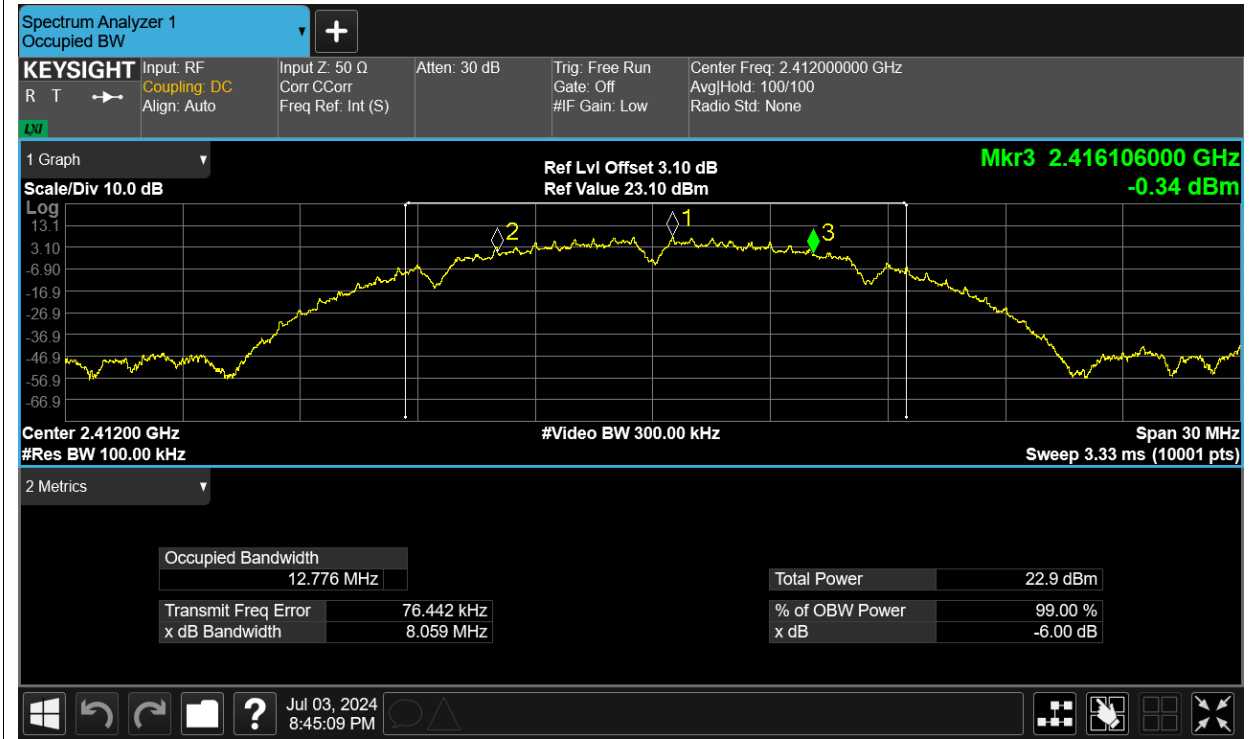 Spectrum Analyzer 1
Occupied BW
KEYSIGHT
R T
LXI
Input: RF
Coupling: DC
Align: Auto
Input Z: 50 Ω
Corr CCorr
Freq Ref: Int (S)
Atten: 30 dB
Trig: Free Run
Gate: Off
#IF Gain: Low
Center Freq: 2.412000000 GHz
Avg|Hold: 100/100
Radio Std: None
1 Graph
Scale/Div 10.0 dB
Ref Lvl Offset 3.10 dB
Ref Value 23.10 dBm
Mkr3 2.416106000 GHz
-0.34 dBm
Log
13.1
3.10
-6.90
-16.9
-26.9
-36.9
-46.9
-56.9
-66.9
2
1
3
Center 2.41200 GHz
#Res BW 100.00 kHz
#Video BW 300.00 kHz
Span 30 MHz
Sweep 3.33 ms (10001 pts)
2 Metrics
Occupied Bandwidth
12.776 MHz
Transmit Freq Error 76.442 kHz
x dB Bandwidth 8.059 MHz
Total Power 22.9 dBm
% of OBW Power 99.00 %
x dB -6.00 dB
?
Jul 03, 2024
8:45:09 PM